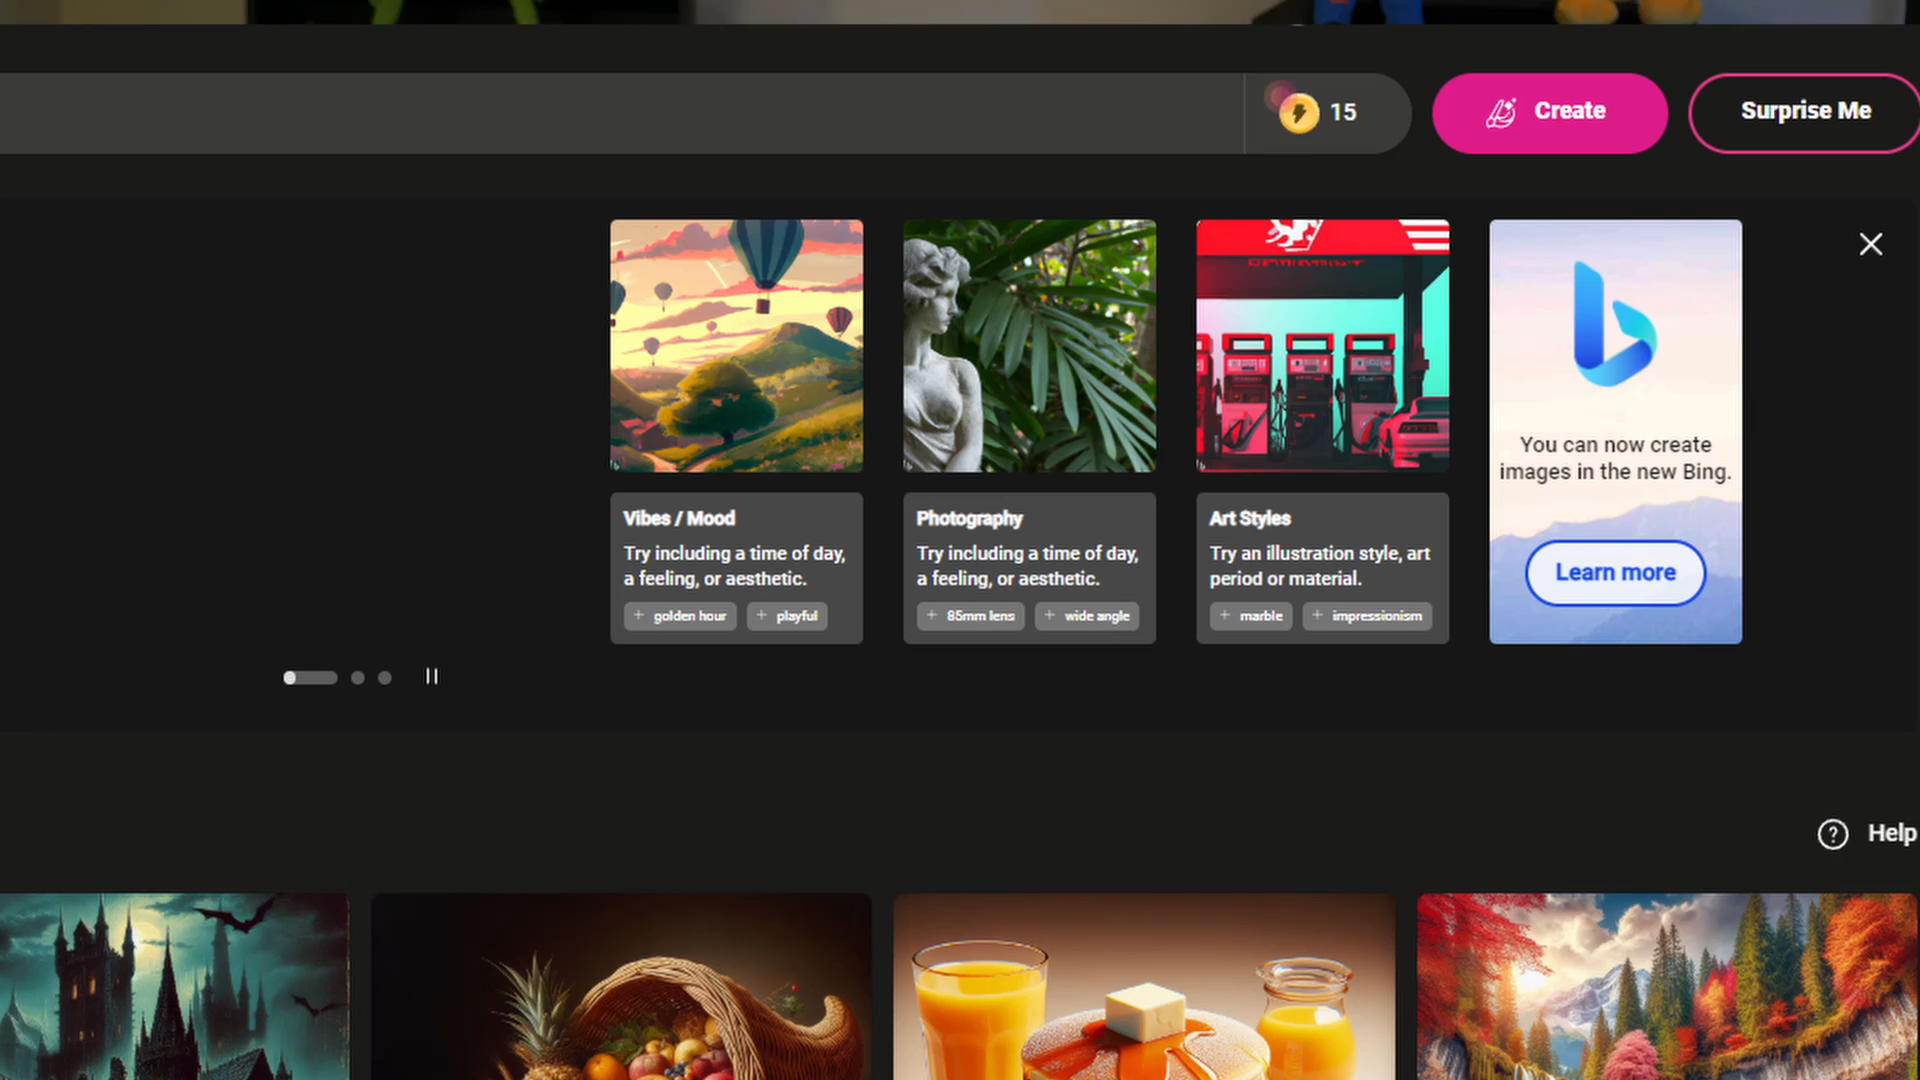 15
Create
Surprise Me
Vibes / Mood
Try including a time of day,
a feeling, or aesthetic.
+ golden hour + playful
Photography
Try including a time of day,
a feeling, or aesthetic.
+ 85mm lens + wide angle
Art Styles
Try an illustration style, art
period or material.
+ marble + impressionism
You can now create
images in the new Bing.
Learn more
Help